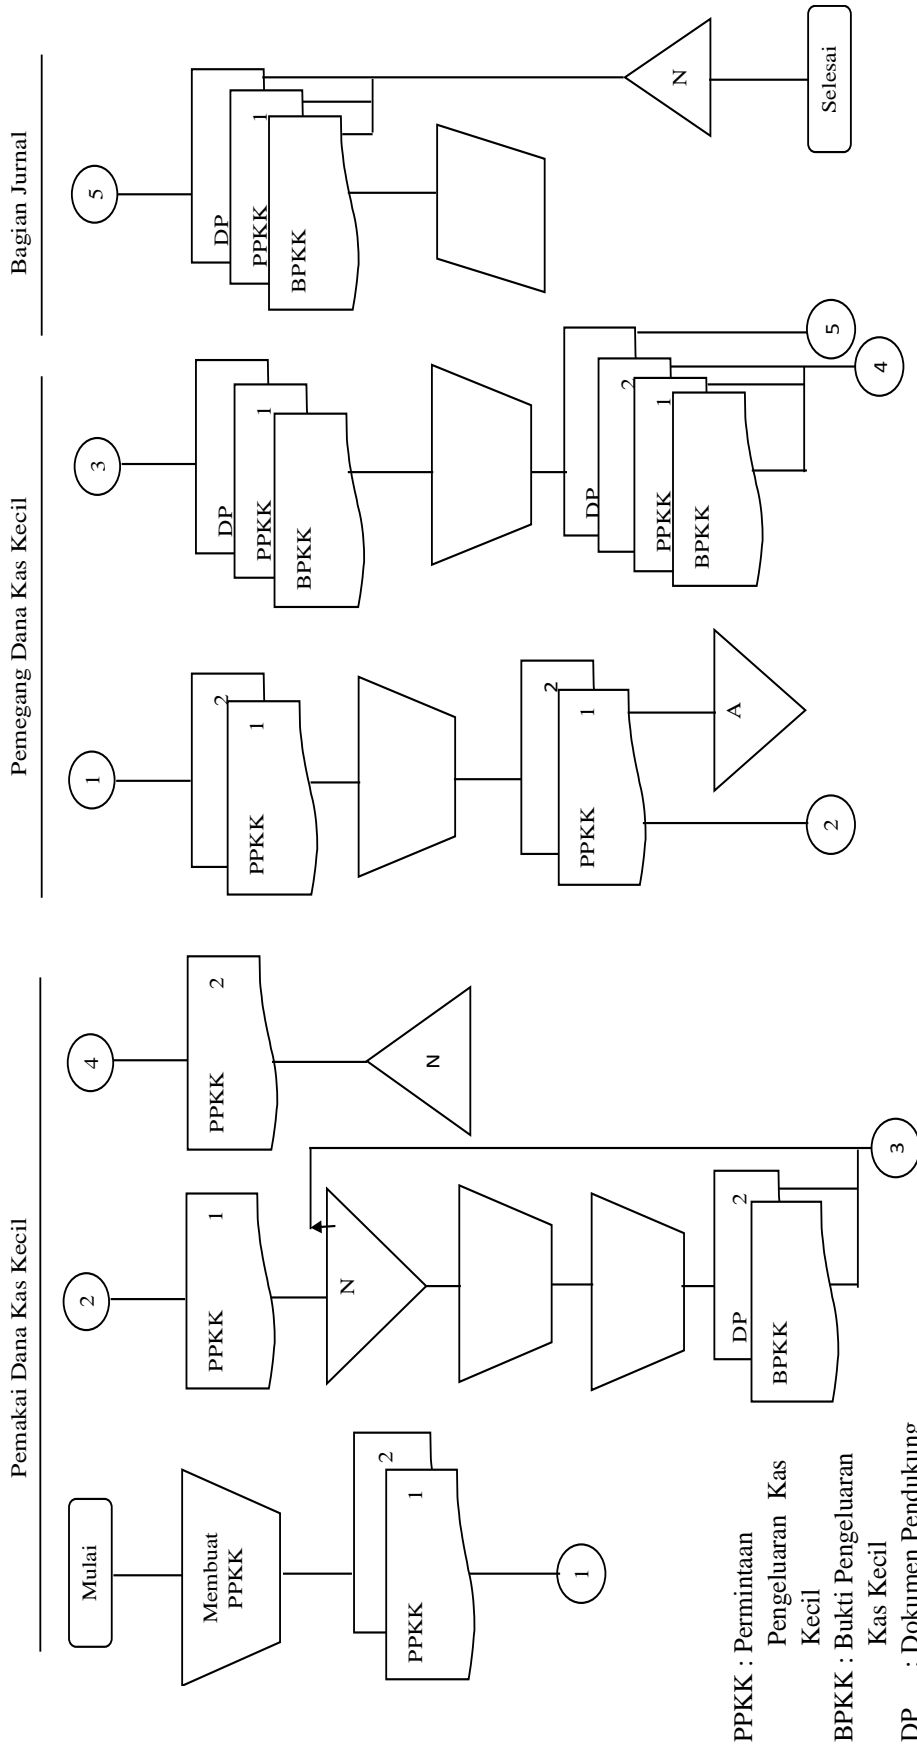 Pemakai Dana Kas Kecil
Pemegang Dana Kas Kecil
Bagian Jurnal
Mulai
Membuat
PPKK
2
PPKK 1
1
2
PPKK 1
N
DP 2
BPKK
3
4
PPKK 2
N
1
2
PPKK 1
2
PPKK 1
A
2
3
DP
PPKK 1
BPKK
DP
2
PPKK 1
BPKK
5
4
5
DP
PPKK 1
BPKK
N
Selesai
PPKK : Permintaan
Pengeluaran Kas
Kecil
BPKK : Bukti Pengeluaran
Kas Kecil
DP : Dokumen Pendukung